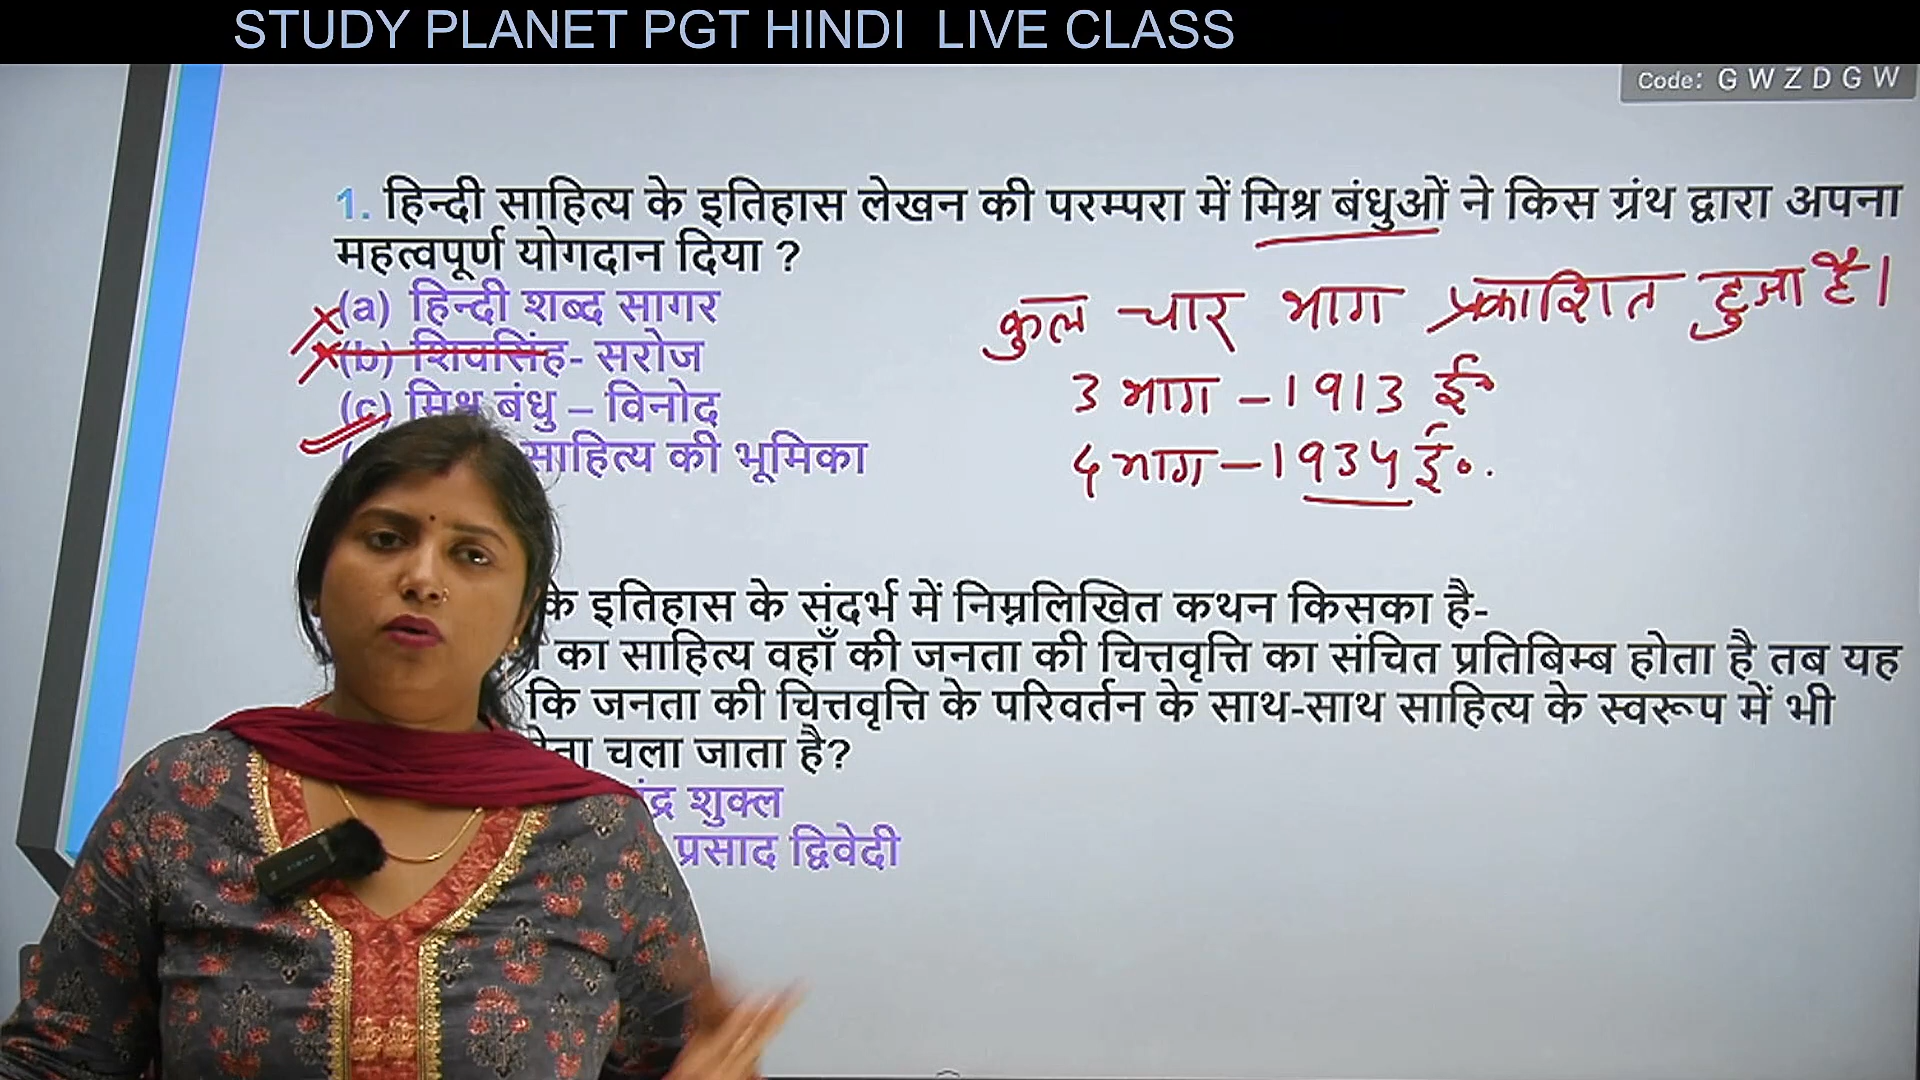 STUDY PLANET PGT HINDI LIVE CLASS
Code: G W Z D G W
1. हिन्दी साहित्य के इतिहास लेखन की परम्परा में मिश्र बंधुओं ने किस ग्रंथ द्वारा अपना
महत्वपूर्ण योगदान दिया ?
(a) हिन्दी शब्द सागर
(b) शिवसिंह- सरोज
(c) मिश्र बंधु – विनोद
साहित्य की भूमिका
कुल चार भाग प्रकाशित हुआ है।
3 भाग – 1913 ई०
4 भाग – 1934 ई०.
के इतिहास के संदर्भ में निम्नलिखित कथन किसका है-
का साहित्य वहाँ की जनता की चित्तवृत्ति का संचित प्रतिबिम्ब होता है तब यह
कि जनता की चित्तवृत्ति के परिवर्तन के साथ-साथ साहित्य के स्वरूप में भी
चला जाता है?
शुक्ल
प्रसाद द्विवेदी